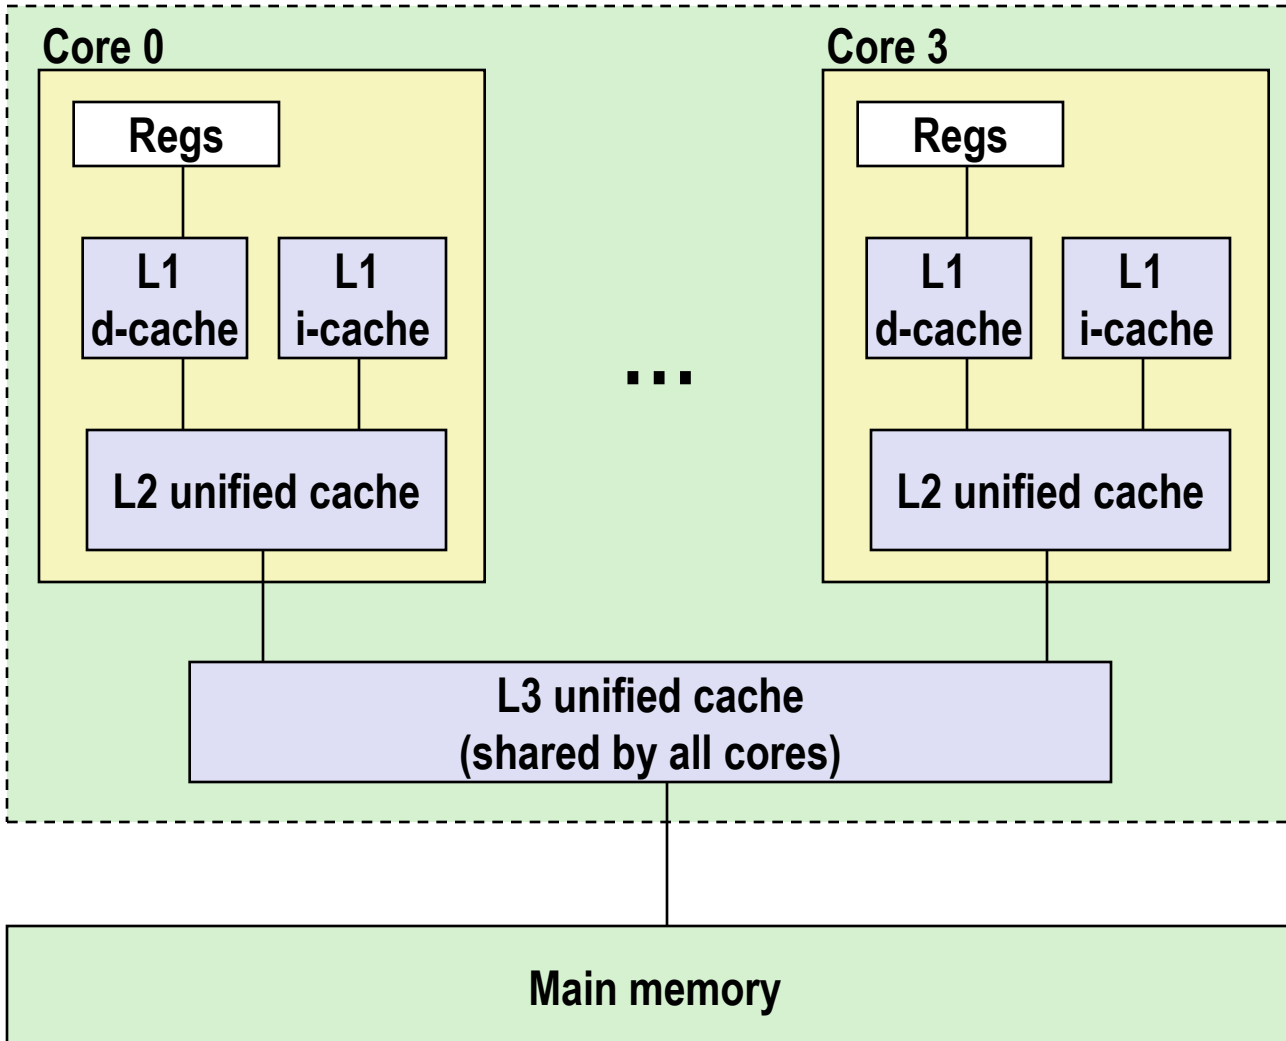 Core 0
Core 3
Regs
Regs
L1
d-cache
L1
i-cache
L1
d-cache
L1
i-cache
...
L2 unified cache
L2 unified cache
L3 unified cache
(shared by all cores)
Main memory